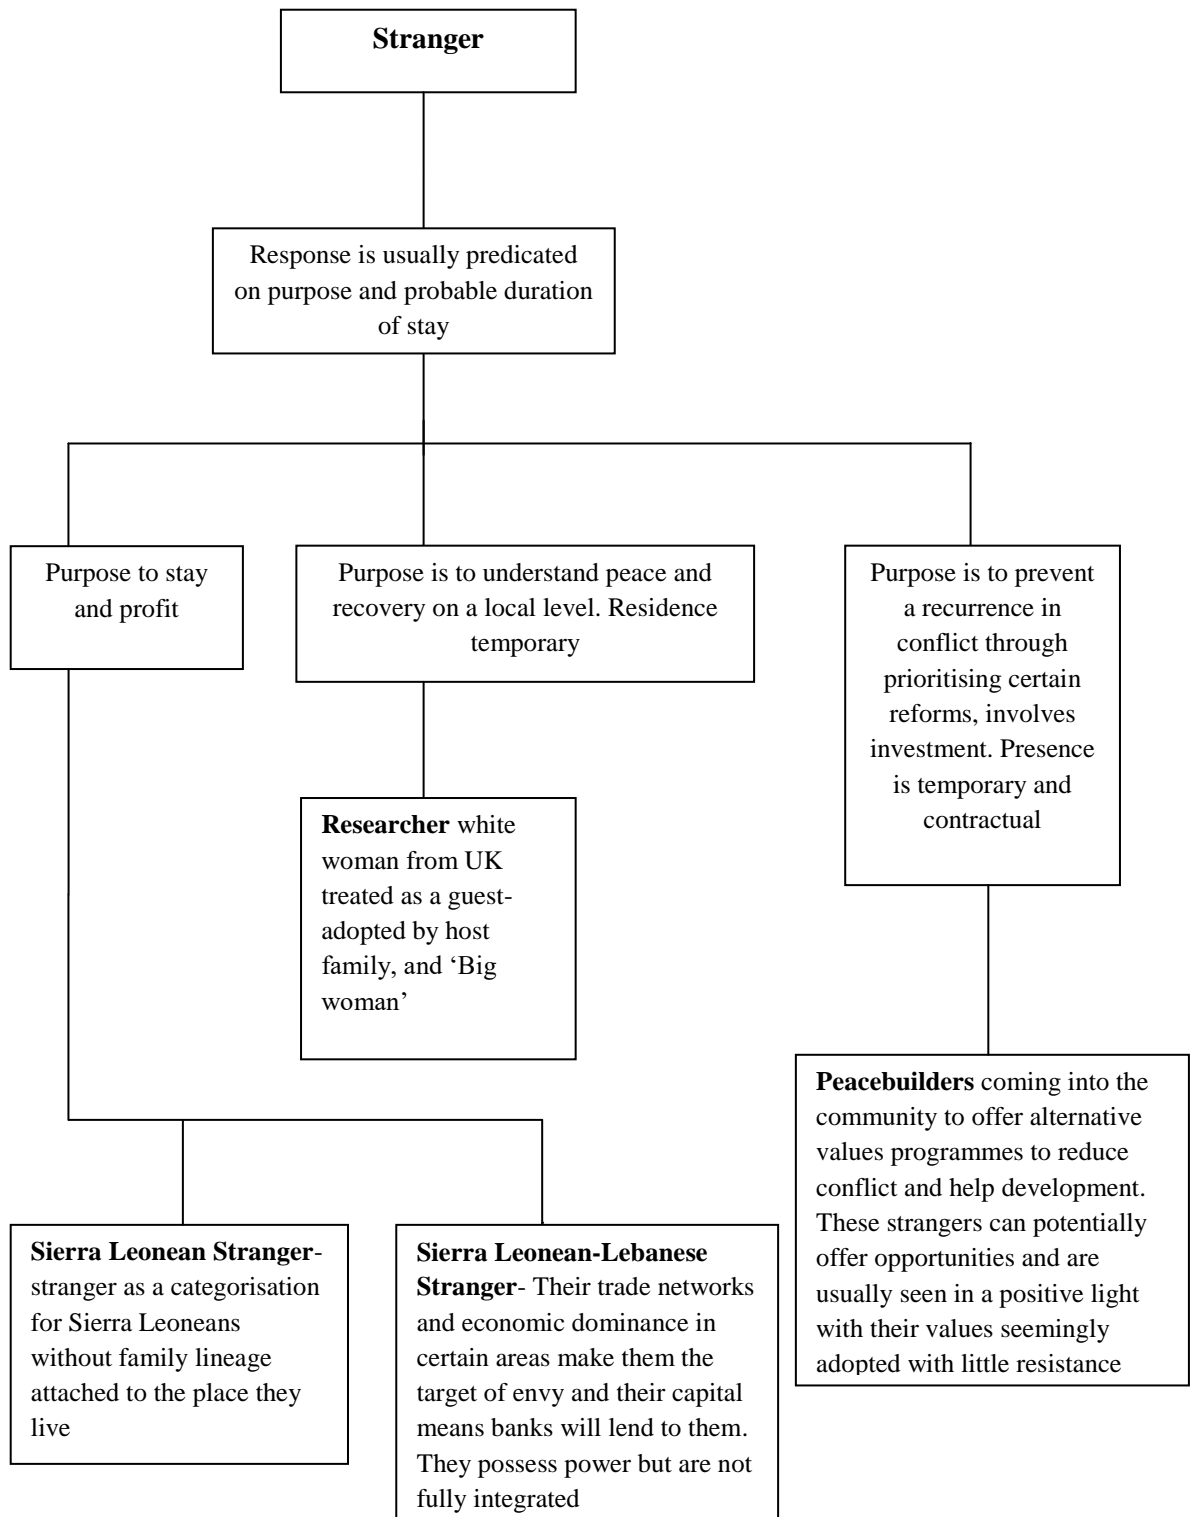 Stranger
Response is usually predicated
on purpose and probable duration
of stay
Purpose to stay
and profit
Purpose is to understand peace and
recovery on a local level. Residence
temporary
Purpose is to prevent
a recurrence in
conflict through
prioritising certain
reforms, involves
investment. Presence
is temporary and
contractual
Researcher white
woman from UK
treated as a guest-
adopted by host
family, and ‘Big
woman’
Peacebuilders coming into the
community to offer alternative
values programmes to reduce
conflict and help development.
These strangers can potentially
offer opportunities and are
usually seen in a positive light
with their values seemingly
adopted with little resistance
Sierra Leonean Stranger-
stranger as a categorisation
for Sierra Leoneans
without family lineage
attached to the place they
live
Sierra Leonean-Lebanese
Stranger- Their trade networks
and economic dominance in
certain areas make them the
target of envy and their capital
means banks will lend to them.
They possess power but are not
fully integrated